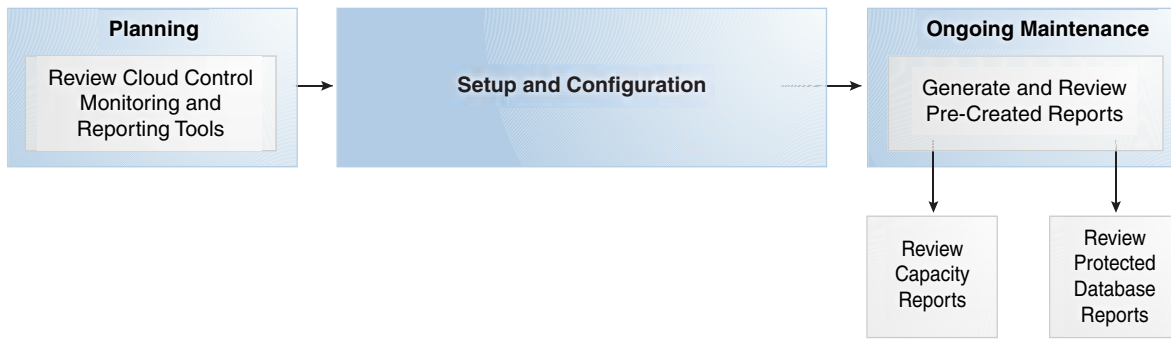 Planning
Review Cloud Control
Monitoring and
Reporting Tools
Setup and Configuration
Ongoing Maintenance
Generate and Review
Pre-Created Reports
Review
Capacity
Reports
Review
Protected
Database
Reports